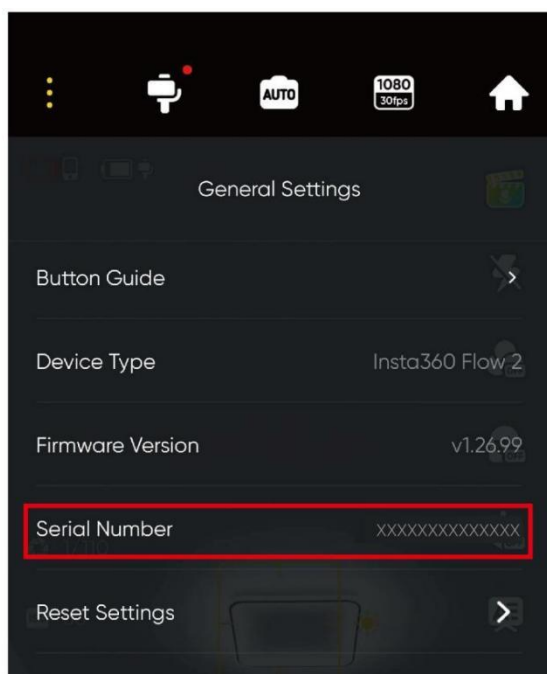 AUTO
1080
30fps
General Settings
Button Guide
Device Type
Insta360 Flow 2
Firmware Version
v1.26.99
Serial Number
XXXXXXXXXXXXXX
Reset Settings